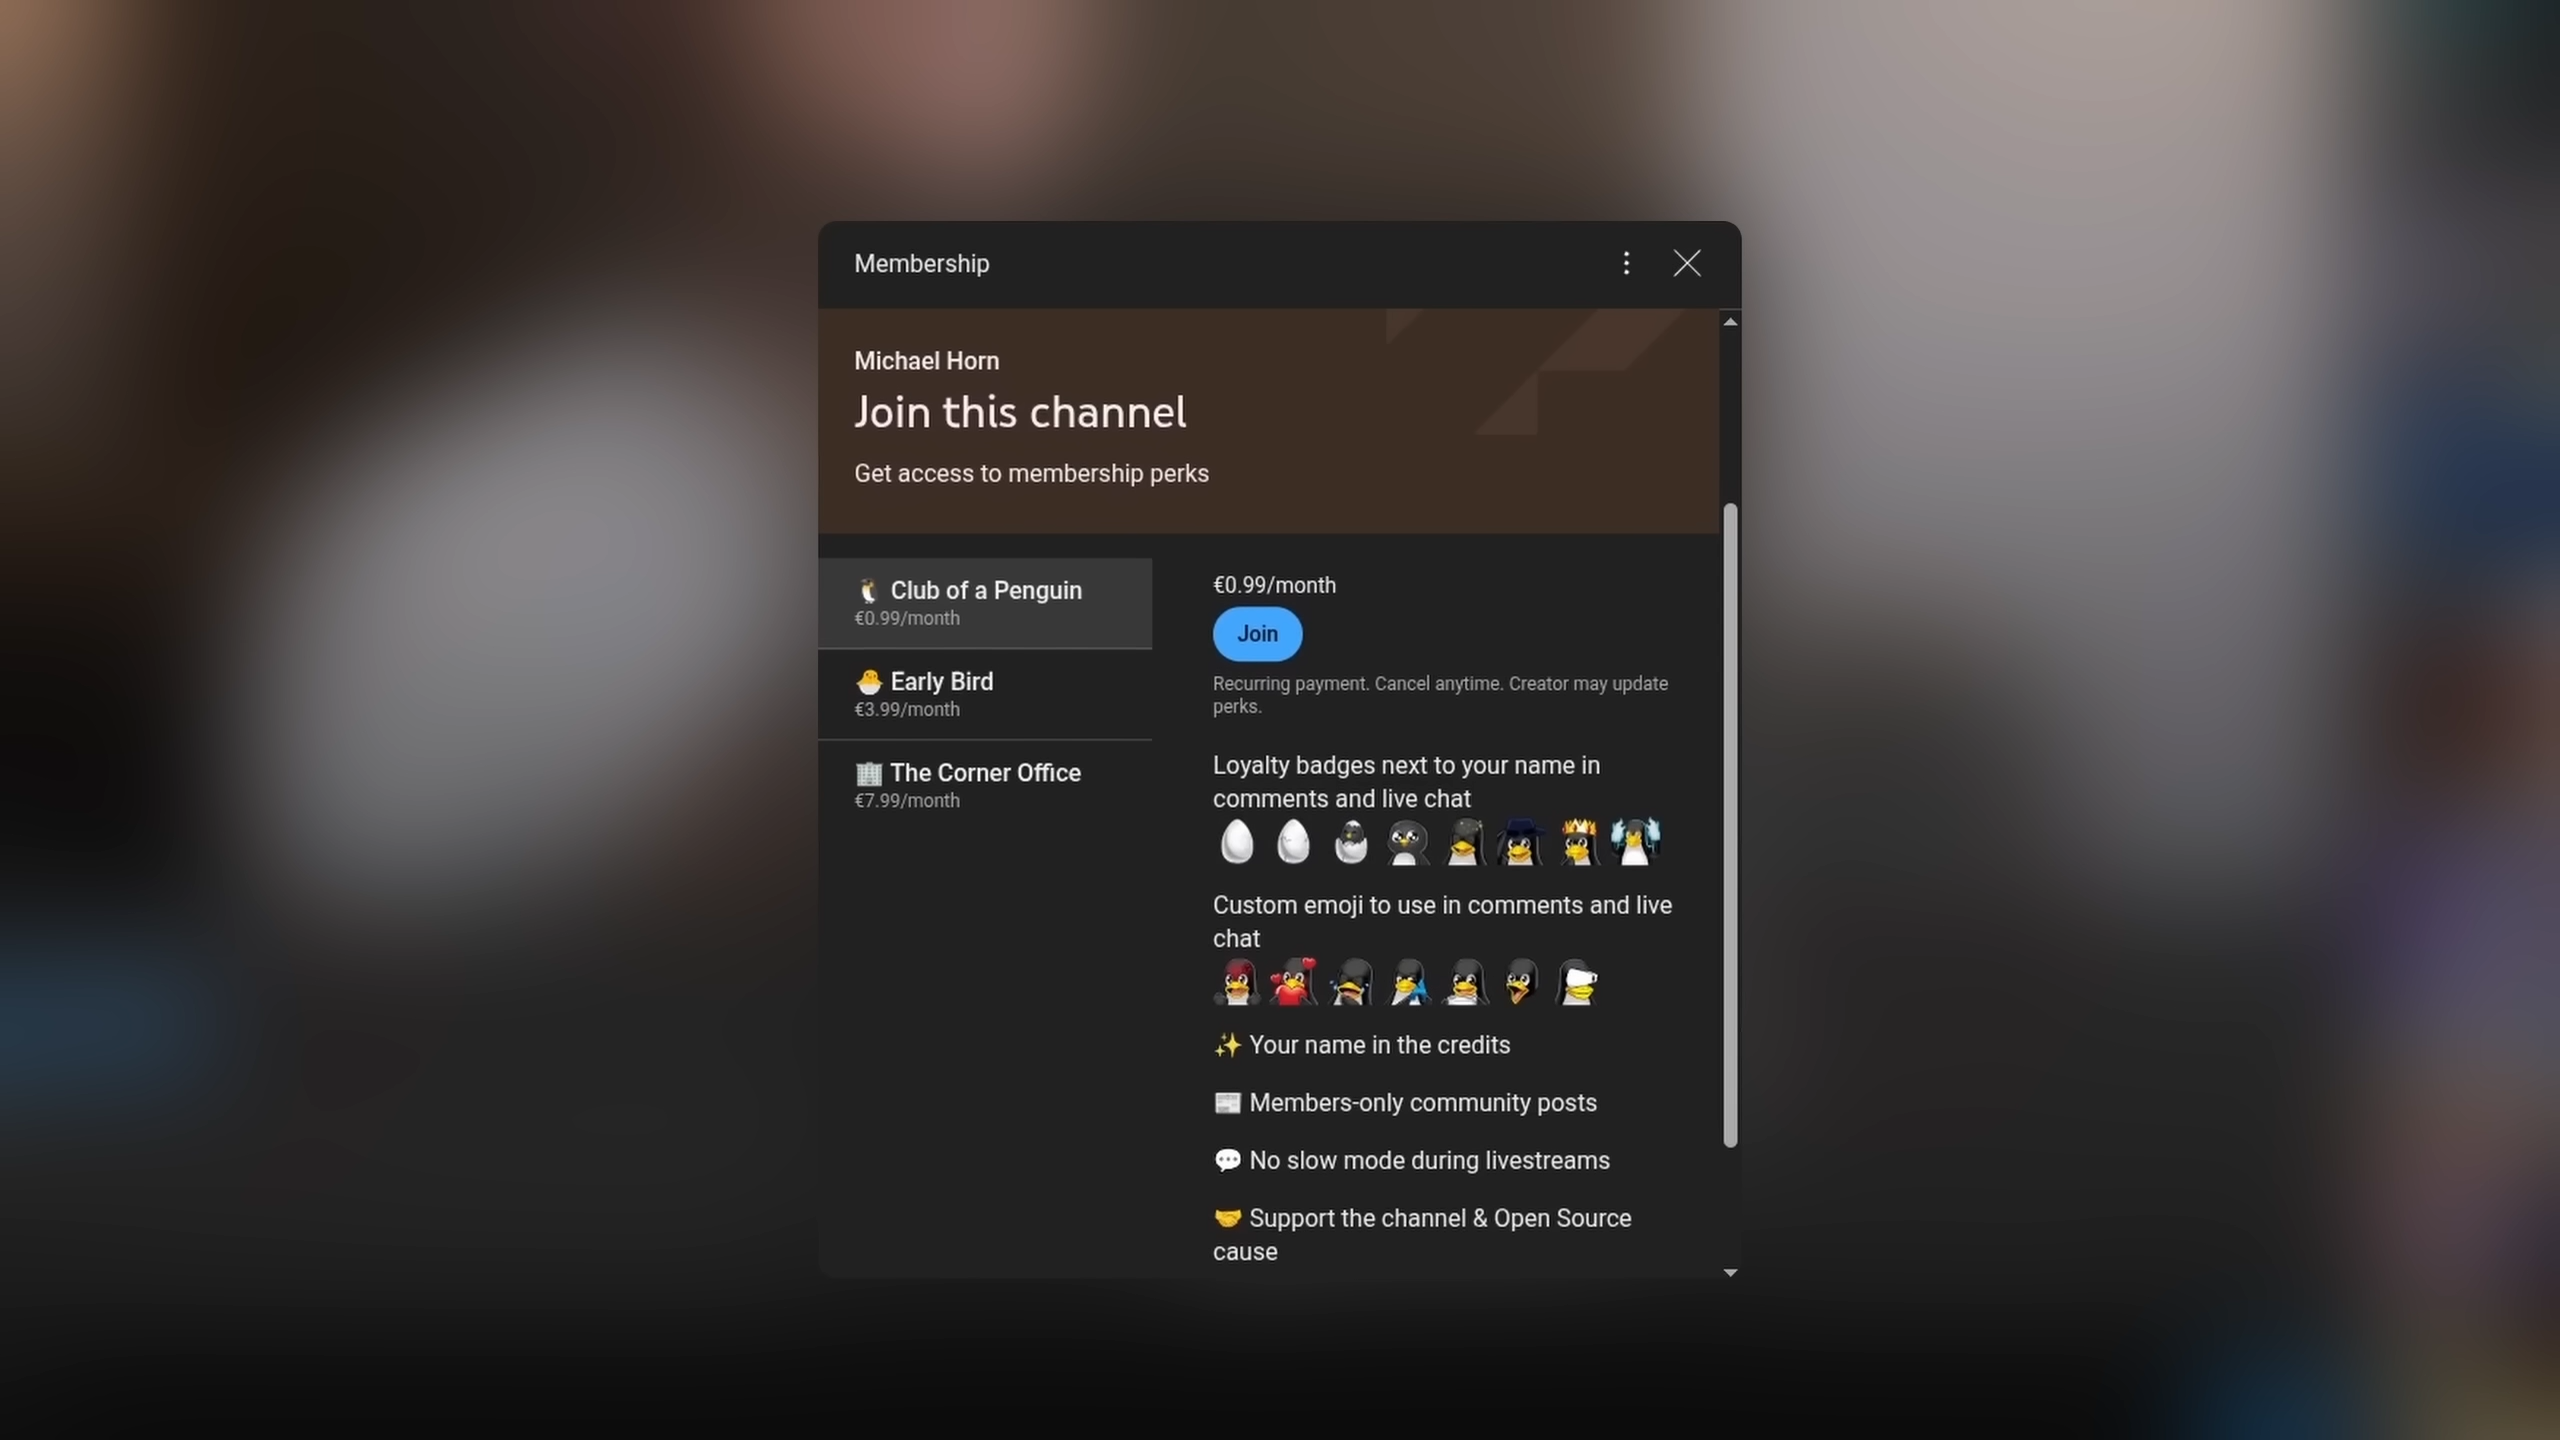 Membership
Michael Horn
Join this channel
Get access to membership perks
🐧 Club of a Penguin
€0.99/month
🐣 Early Bird
€3.99/month
🏢 The Corner Office
€7.99/month
€0.99/month
Join
Recurring payment. Cancel anytime. Creator may update
perks.
Loyalty badges next to your name in
comments and live chat
Custom emoji to use in comments and live
chat
✨ Your name in the credits
📰 Members-only community posts
💬 No slow mode during livestreams
🤝 Support the channel & Open Source
cause